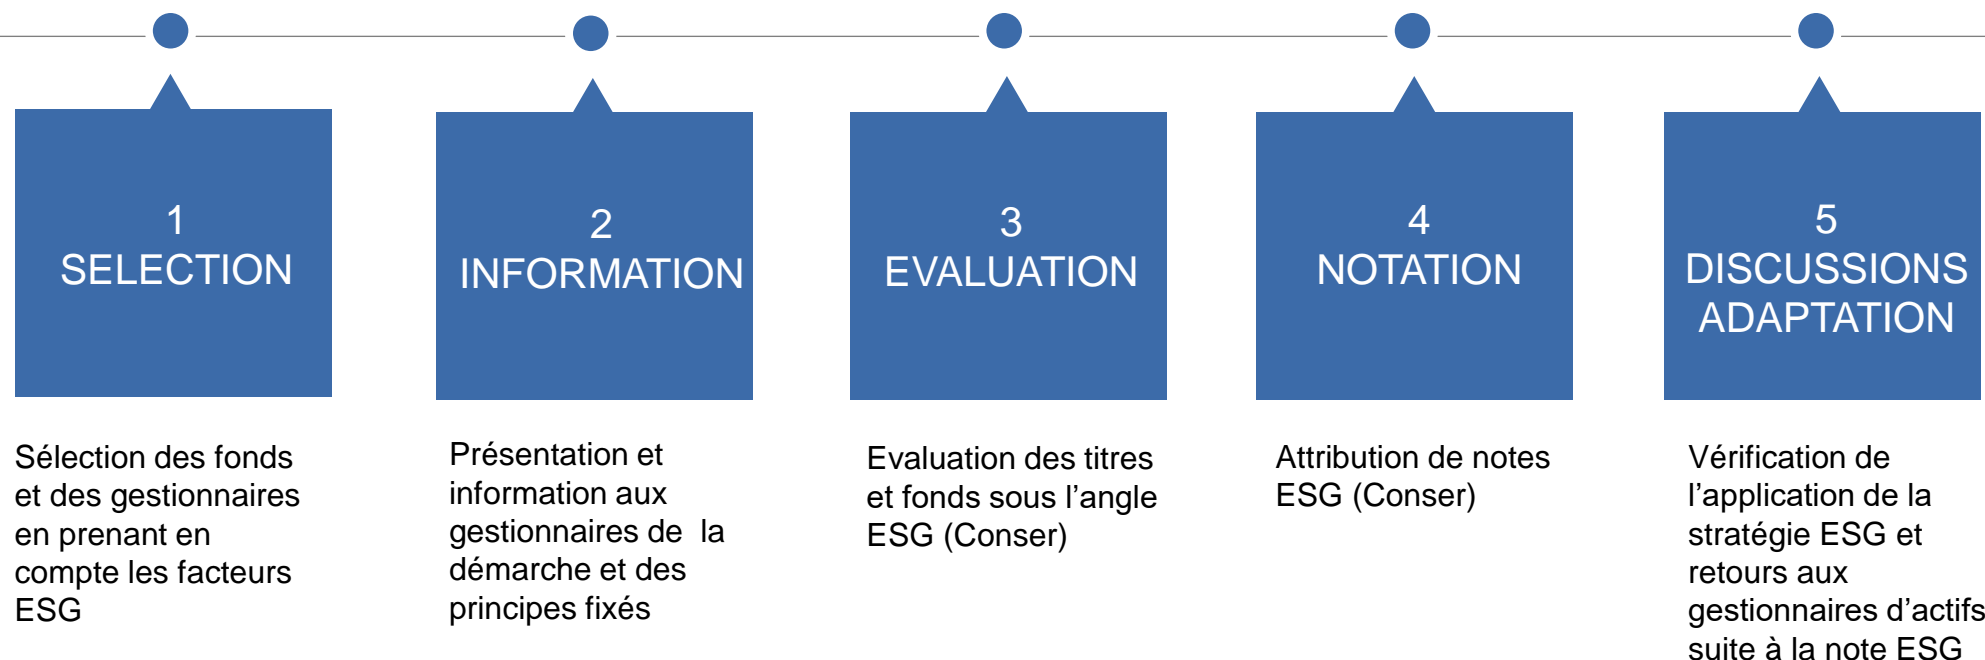 1
SELECTION
Sélection des fonds
et des gestionnaires
en prenant en
compte les facteurs
ESG
2
INFORMATION
Présentation et
information aux
gestionnaires de  la
démarche et des
principes fixés
3
EVALUATION
Evaluation des titres
et fonds sous l’angle
ESG (Conser)
4
NOTATION
Attribution de notes
ESG (Conser)
5
DISCUSSIONS
ADAPTATION
Vérification de
l’application de la
stratégie ESG et
retours aux
gestionnaires d’actifs
suite à la note ESG